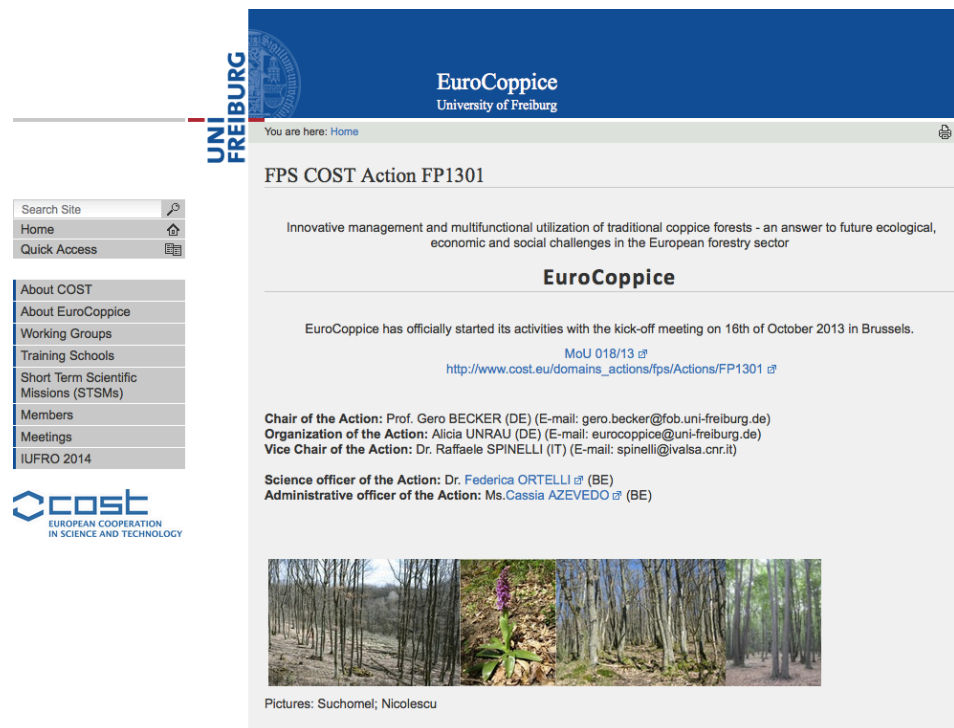 UNI
FREIBURG
EuroCoppice
University of Freiburg
You are here: Home
Search Site
Home
Quick Access
About COST
About EuroCoppice
Working Groups
Training Schools
Short Term Scientific
Missions (STSMs)
Members
Meetings
IUFRO 2014
cost
EUROPEAN COOPERATION
IN SCIENCE AND TECHNOLOGY
FPS COST Action FP1301
Innovative management and multifunctional utilization of traditional coppice forests - an answer to future ecological,
economic and social challenges in the European forestry sector
EuroCoppice
EuroCoppice has officially started its activities with the kick-off meeting on 16th of October 2013 in Brussels.
MoU 018/13
http://www.cost.eu/domains_actions/fps/Actions/FP1301
Chair of the Action: Prof. Gero BECKER (DE) (E-mail: gero.becker@fob.uni-freiburg.de)
Organization of the Action: Alicia UNRAU (DE) (E-mail: eurocoppice@uni-freiburg.de)
Vice Chair of the Action: Dr. Raffaele SPINELLI (IT) (E-mail: spinelli@ivalsa.cnr.it)
Science officer of the Action: Dr. Federica ORTELLI (BE)
Administrative officer of the Action: Ms.Cassia AZEVEDO (BE)
Pictures: Suchomel; Nicolescu